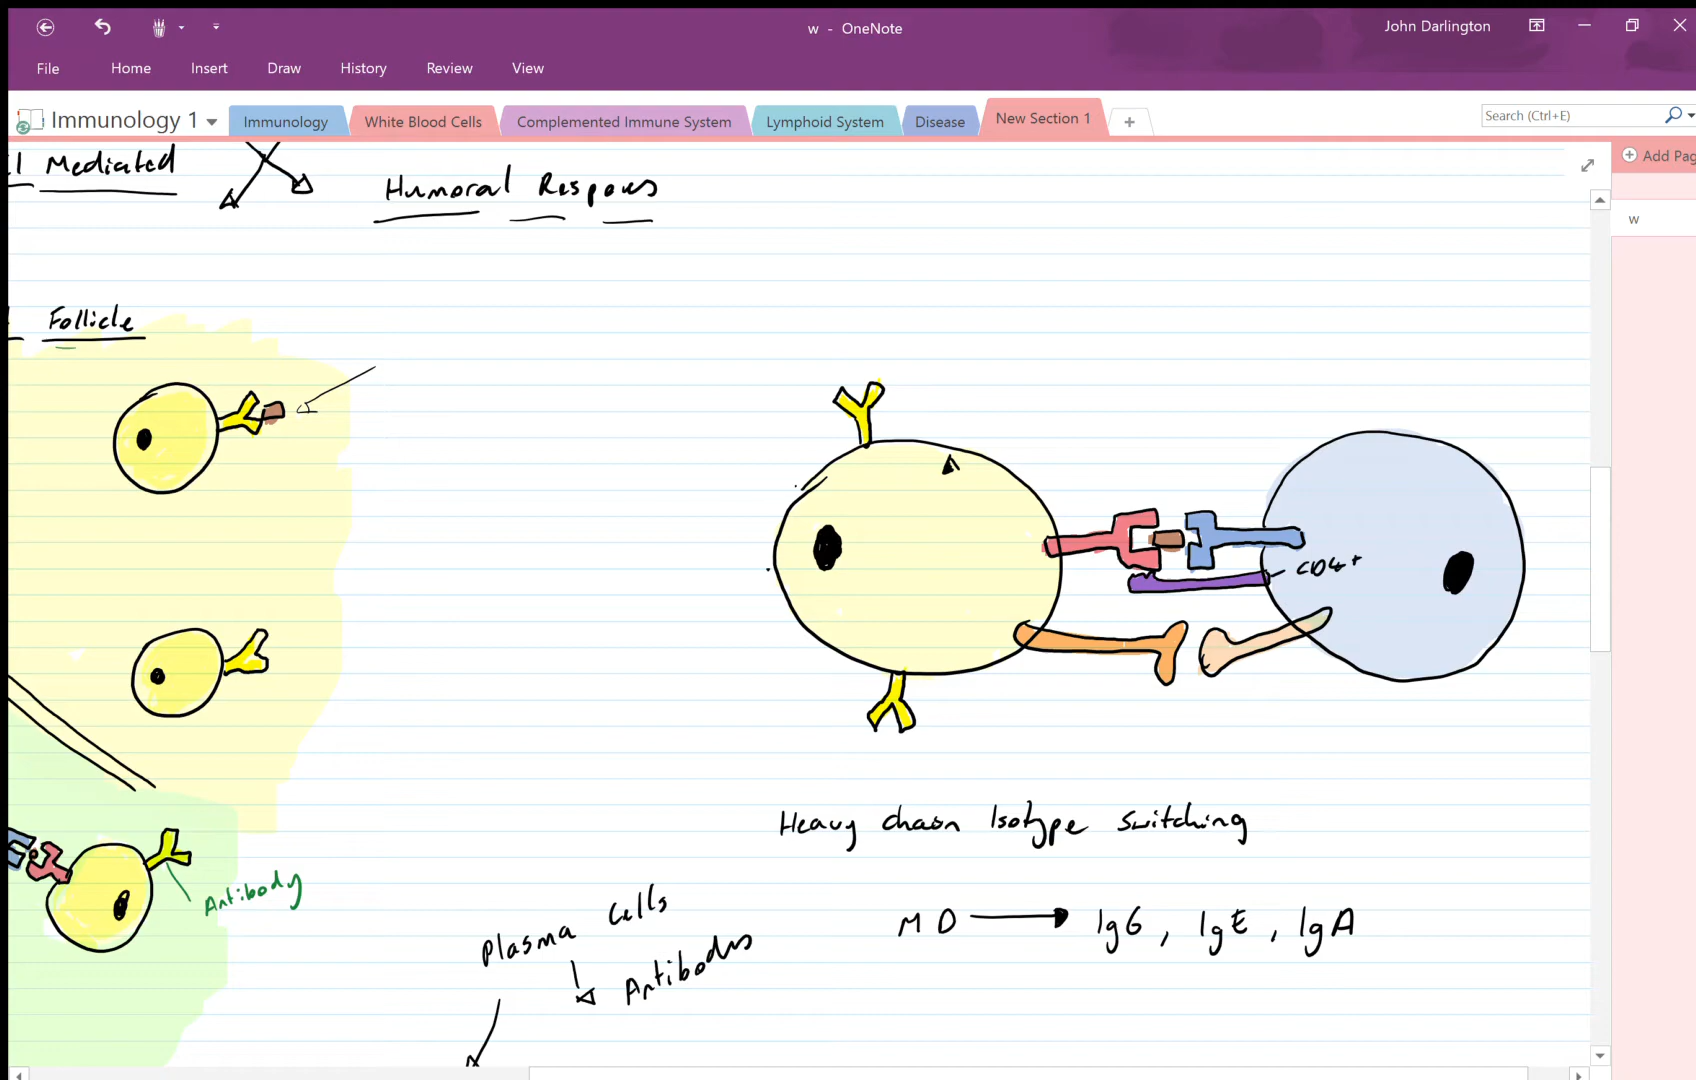 w - OneNote
John Darlington
File Home Insert Draw History Review View
Immunology 1
Immunology
White Blood Cells
Complemented Immune System
Lymphoid System
Disease
New Section 1
Search (Ctrl+E)
Add Pag
w
Mediated
Humoral
Follicle
CD4+
Heavy chain Isotype Switching
M D IgG, IgE, IgA
Antibody
Plasma Cells
Antibodies